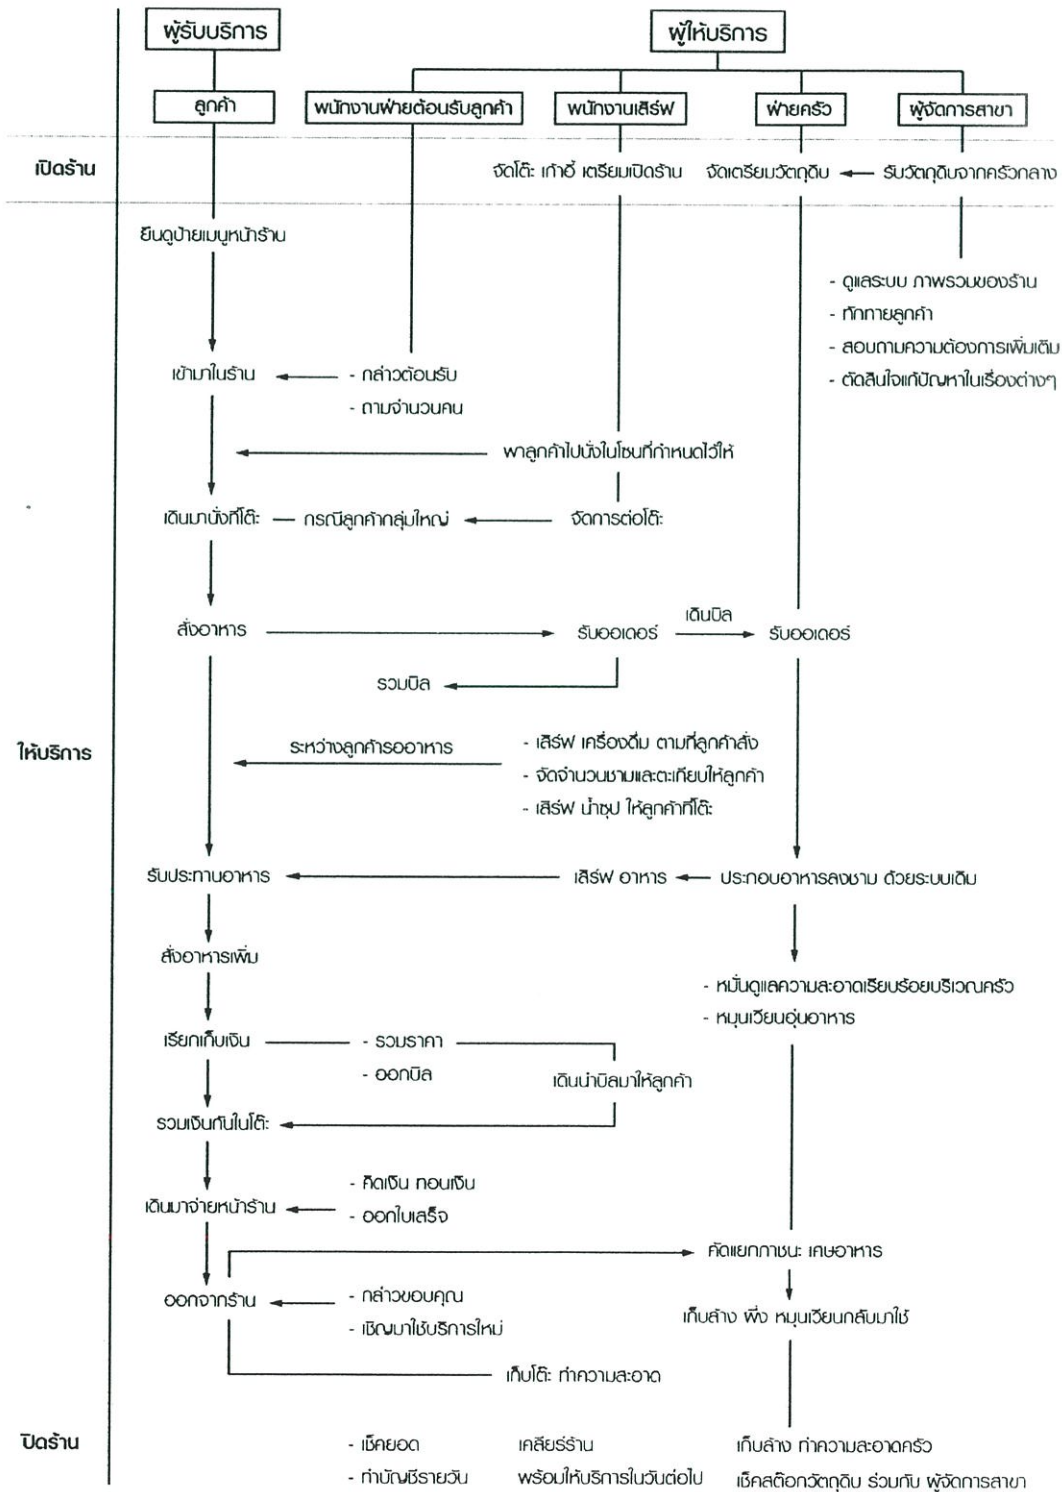 ผู้รับบริการ ผู้ให้บริการ
ลูกค้า พนักงานฝ่ายต้อนรับลูกค้า พนักงานเสิร์ฟ ฝ่ายครัว ผู้จัดการสาขา
เปิดร้าน จัดโต๊ะ เก้าอี้ เตรียมเปิดร้าน จัดเตรียมวัตถุดิบ รับวัตถุดิบจากครัวกลาง
ยืนดูป้ายเมนูหน้าร้าน
- ดูแลระบบ ภาพรวมของร้าน
- ทักทายลูกค้า
- สอบถามความต้องการเพิ่มเติม
- ตัดสินใจแก้ปัญหาในเรื่องต่างๆ
เข้ามาในร้าน - กล่าวต้อนรับ
- ถามจำนวนคน
พาลูกค้าไปนั่งในโซนที่กำหนดไว้ให้
เดินมานั่งที่โต๊ะ กรณีลูกค้ากลุ่มใหญ่ จัดการต่อโต๊ะ
เดินบิล
สั่งอาหาร รับออเดอร์ รับออเดอร์
รวมบิล
ให้บริการ
ระหว่างลูกค้ารออาหาร - เสิร์ฟ เครื่องดื่ม ตามที่ลูกค้าสั่ง
- จัดจำนวนชามและตะเกียบให้ลูกค้า
- เสิร์ฟ น้ำซุป ให้ลูกค้าที่โต๊ะ
รับประทานอาหาร เสิร์ฟ อาหาร ประกอบอาหารลงชาม ด้วยระบบเดิม
สั่งอาหารเพิ่ม
- หมั่นดูแลความสะอาดเรียบร้อยบริเวณครัว
- หมุนเวียนอุ่นอาหาร
เรียกเก็บเงิน - รวมราคา
- ออกบิล เดินนำบิลมาให้ลูกค้า
รวมเงินกันในโต๊ะ
- คิดเงิน ทอนเงิน
เดินมาจ่ายหน้าร้าน - ออกใบเสร็จ
คัดแยกภาชนะ เศษอาหาร
ออกจากร้าน - กล่าวขอบคุณ
- เชิญมาใช้บริการใหม่ เก็บล้าง พึ่ง หมุนเวียนกลับมาใช้
เก็บโต๊ะ ทำความสะอาด
ปิดร้าน - เช็คยอด เคลียร์ร้าน เก็บล้าง ทำความสะอาดครัว
- ทำบัญชีรายวัน พร้อมให้บริการในวันต่อไป เช็คสต๊อกวัตถุดิบ ร่วมกับ ผู้จัดการสาขา